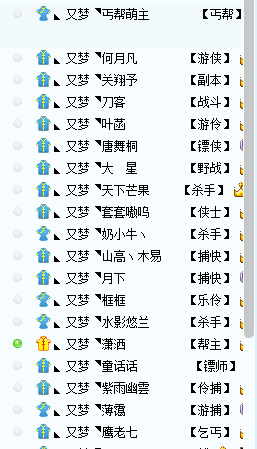 ◣又梦◥丐帮萌主 【丐帮】
◣又梦◥何月凡 【游侠】
◣又梦◥关翔予 【副本】
◣又梦◥刀客 【战斗】
◣又梦◥叶菡 【游伶】
◣又梦◥唐舞桐 【镖侠】
◣又梦◥大 星 【野战】
◣又梦◥天下芒果 【杀手】
◣又梦◥套套嗷呜 【侠士】
◣又梦◥奶小牛丶 【杀手】
◣又梦◥山高丶木易 【捕快】
◣又梦◥月下 【捕快】
◣又梦◥框框 【乐伶】
◣又梦◥水影悠兰 【杀手】
◣又梦◥潇洒 【帮主】
◣又梦◥童话话 【镖师】
◣又梦◥紫雨幽雲 【伶捕】
◣又梦◥薄霭 【游捕】
◣又梦◥鹰老七 【乞丐】